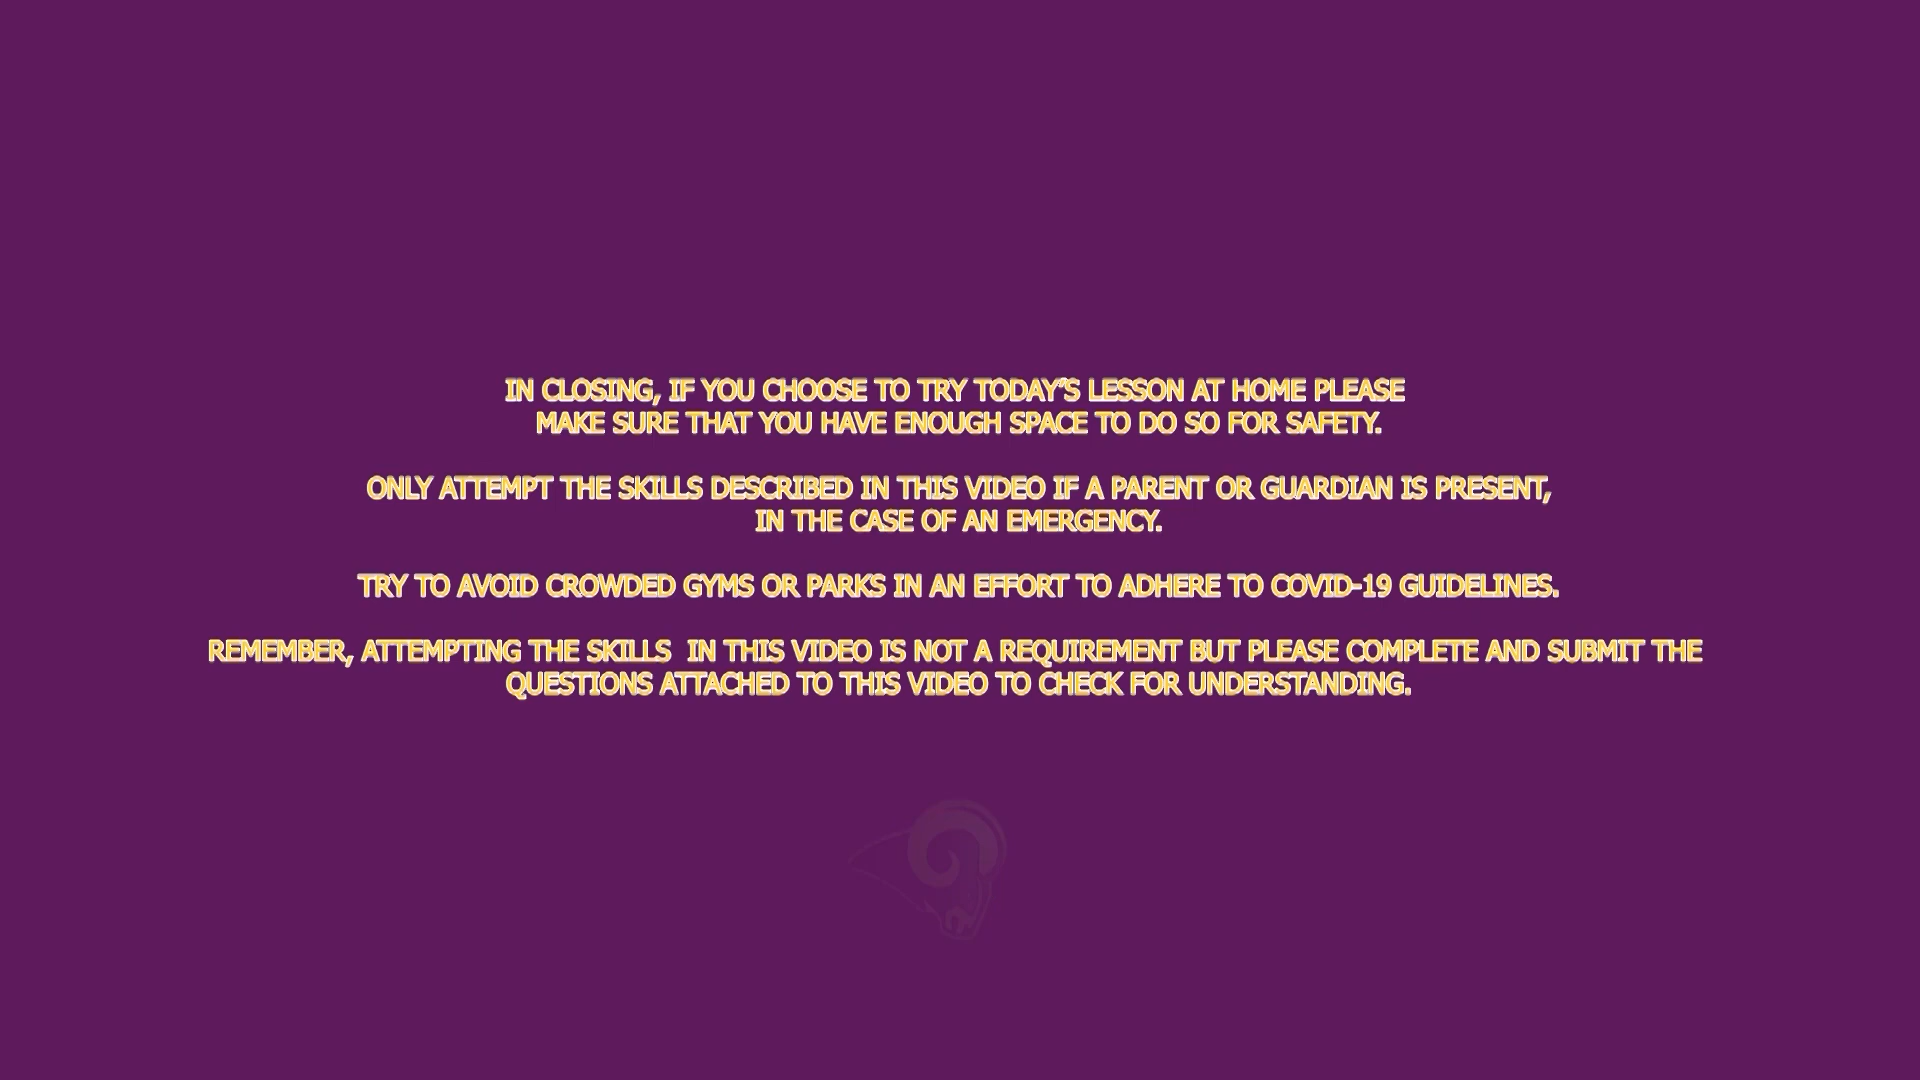 IN CLOSING, IF YOU CHOOSE TO TRY TODAY'S LESSON AT HOME PLEASE
MAKE SURE THAT YOU HAVE ENOUGH SPACE TO DO SO FOR SAFETY.
ONLY ATTEMPT THE SKILLS DESCRIBED IN THIS VIDEO IF A PARENT OR GUARDIAN IS PRESENT,
IN THE CASE OF AN EMERGENCY.
TRY TO AVOID CROWDED GYMS OR PARKS IN AN EFFORT TO ADHERE TO COVID-19 GUIDELINES.
REMEMBER, ATTEMPTING THE SKILLS  IN THIS VIDEO IS NOT A REQUIREMENT BUT PLEASE COMPLETE AND SUBMIT THE
QUESTIONS ATTACHED TO THIS VIDEO TO CHECK FOR UNDERSTANDING.